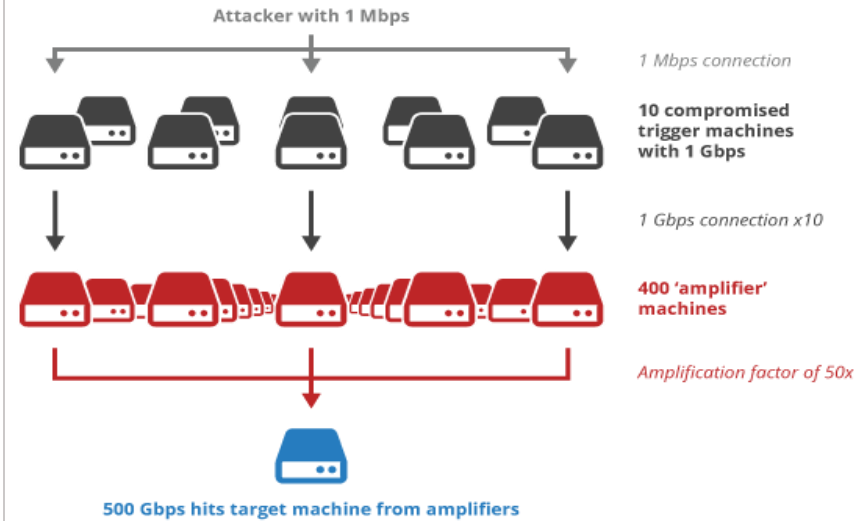 Attacker with 1 Mbps
1 Mbps connection
10 compromised
trigger machines
with 1 Gbps
1 Gbps connection x10
400 ‘amplifier’
machines
Amplification factor of 50x
500 Gbps hits target machine from amplifiers